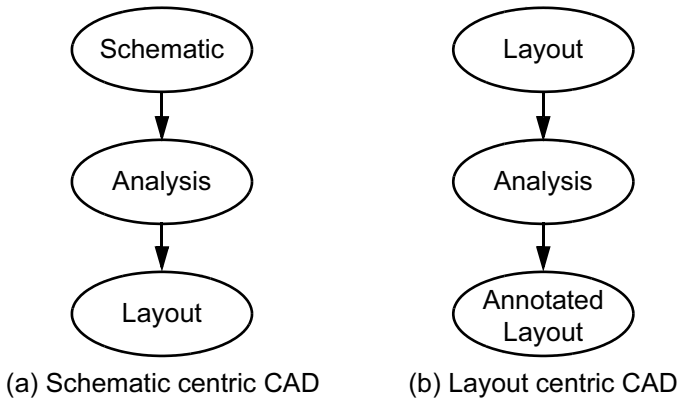 Schematic
Analysis
Layout
(a) Schematic centric CAD
Layout
Analysis
Annotated
Layout
(b) Layout centric CAD